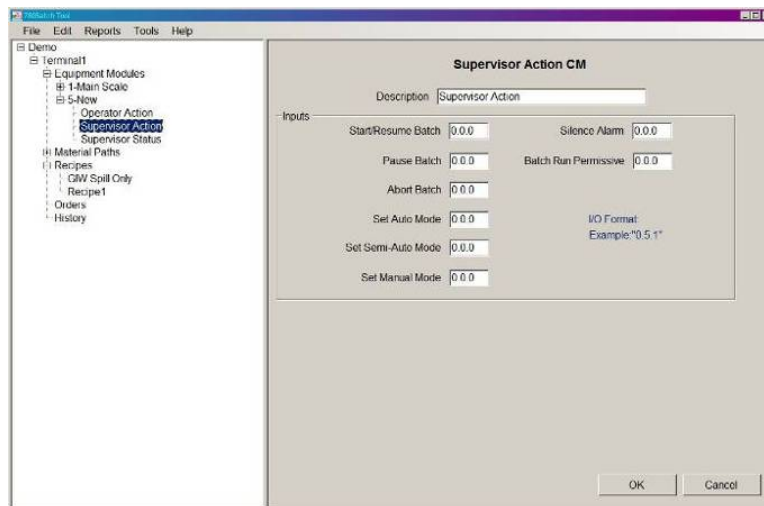 780Batch Tool
File Edit Reports Tools Help
Demo
Terminal1
Equipment Modules
1-Main Scale
5-New
Operator Action
Supervisor Action
Supervisor Status
Material Paths
Recipes
GIW Spill Only
Recipe1
Orders
History
Supervisor Action CM
Description Supervisor Action
Inputs
Start/Resume Batch 0.0.0 Silence Alarm 0.0.0
Pause Batch 0.0.0 Batch Run Permissive 0.0.0
Abort Batch 0.0.0
Set Auto Mode 0.0.0 I/O Format
Example:"0.5.1"
Set Semi-Auto Mode 0.0.0
Set Manual Mode 0.0.0
OK Cancel